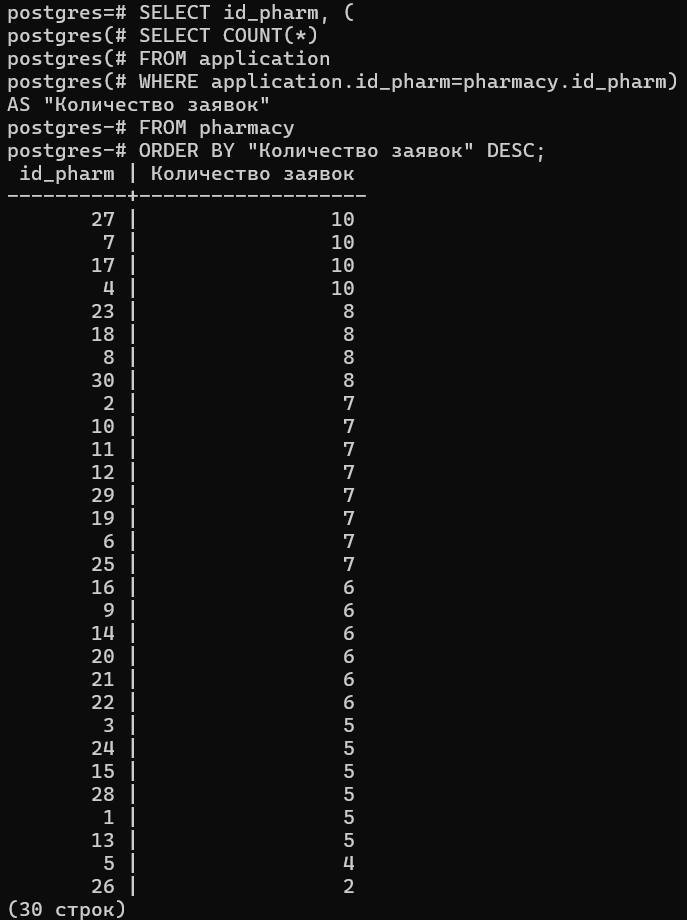 postgres=# SELECT id_pharm, (
postgres(# SELECT COUNT(*)
postgres(# FROM application
postgres(# WHERE application.id_pharm=pharmacy.id_pharm)
AS "Количество заявок"
postgres-# FROM pharmacy
postgres-# ORDER BY "Количество заявок" DESC;
 id_pharm | Количество заявок
----------+-------------------
       27 |                10
        7 |                10
       17 |                10
        4 |                10
       23 |                 8
       18 |                 8
        8 |                 8
       30 |                 8
        2 |                 7
       10 |                 7
       11 |                 7
       12 |                 7
       29 |                 7
       19 |                 7
        6 |                 7
       25 |                 7
       16 |                 6
        9 |                 6
       14 |                 6
       20 |                 6
       21 |                 6
       22 |                 6
        3 |                 5
       24 |                 5
       15 |                 5
       28 |                 5
        1 |                 5
       13 |                 5
        5 |                 4
       26 |                 2
(30 строк)